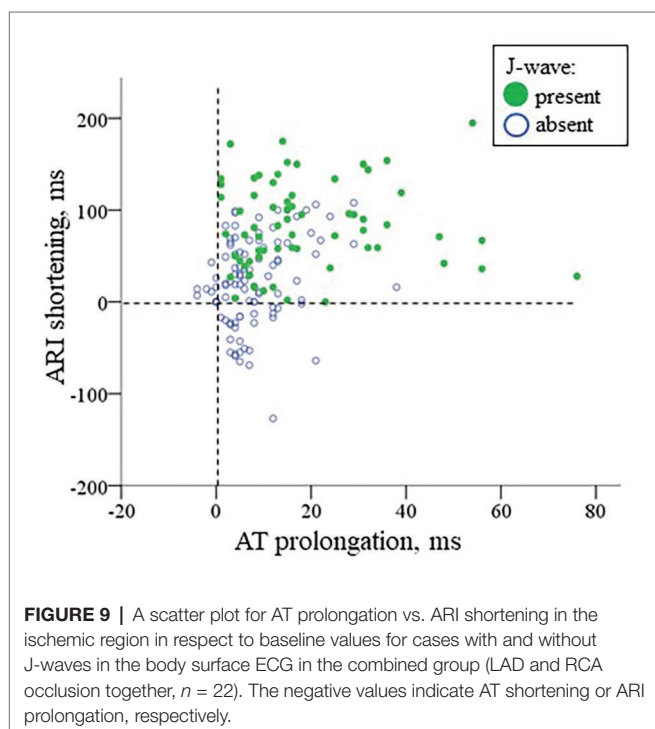 J-wave:
present
absent
200
100
0
-100
-200
ARI shortening, ms
-20
0
20
40
60
80
AT prolongation, ms
FIGURE 9 | A scatter plot for AT prolongation vs. ARI shortening in the
ischemic region in respect to baseline values for cases with and without
J-waves in the body surface ECG in the combined group (LAD and RCA
occlusion together, n = 22). The negative values indicate AT shortening or ARI
prolongation, respectively.